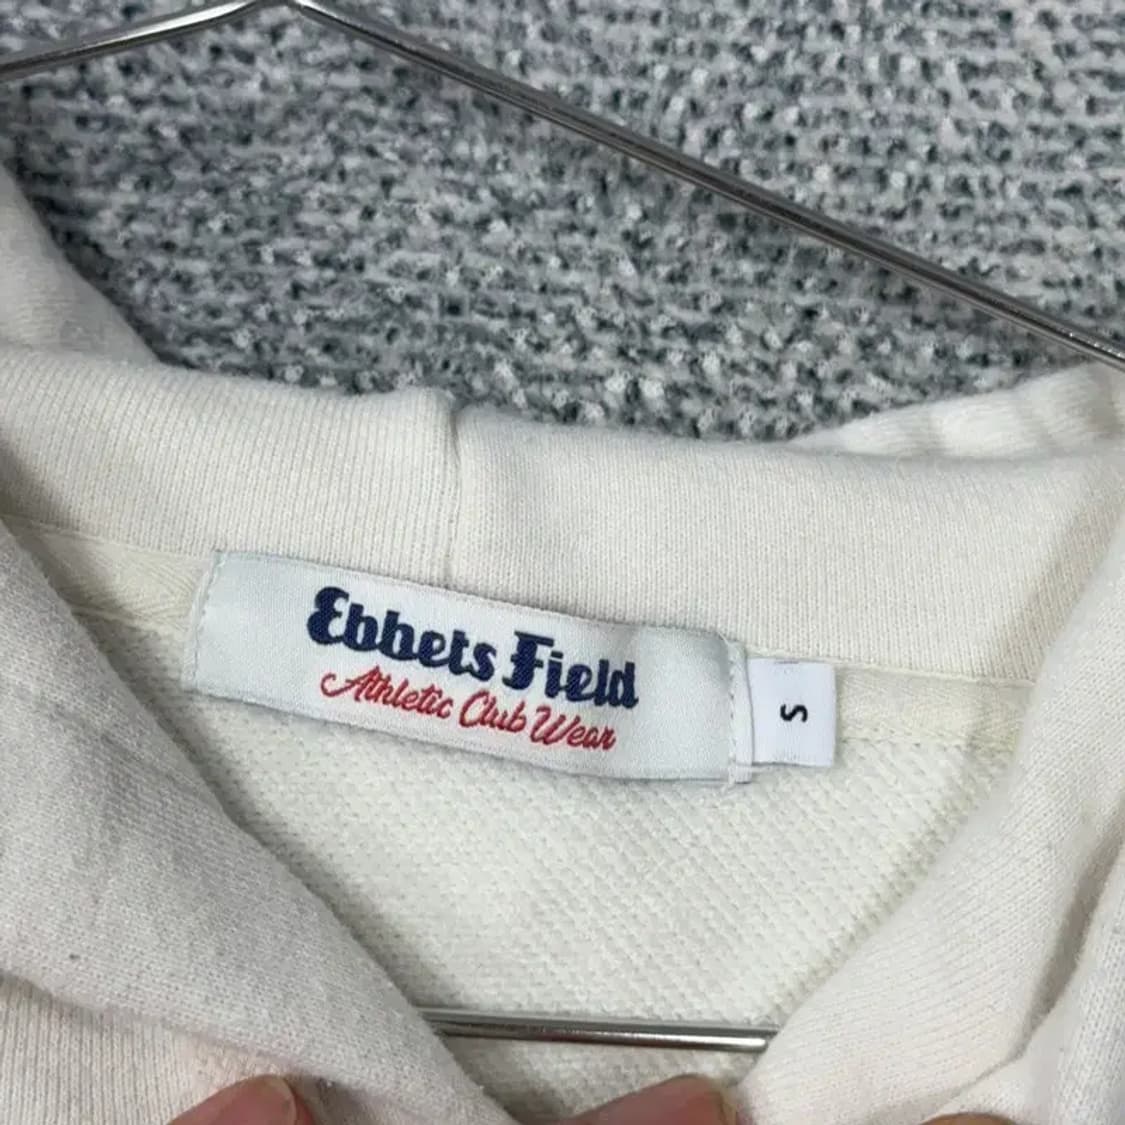 Ebbets Field
Athletic Club Wear
S